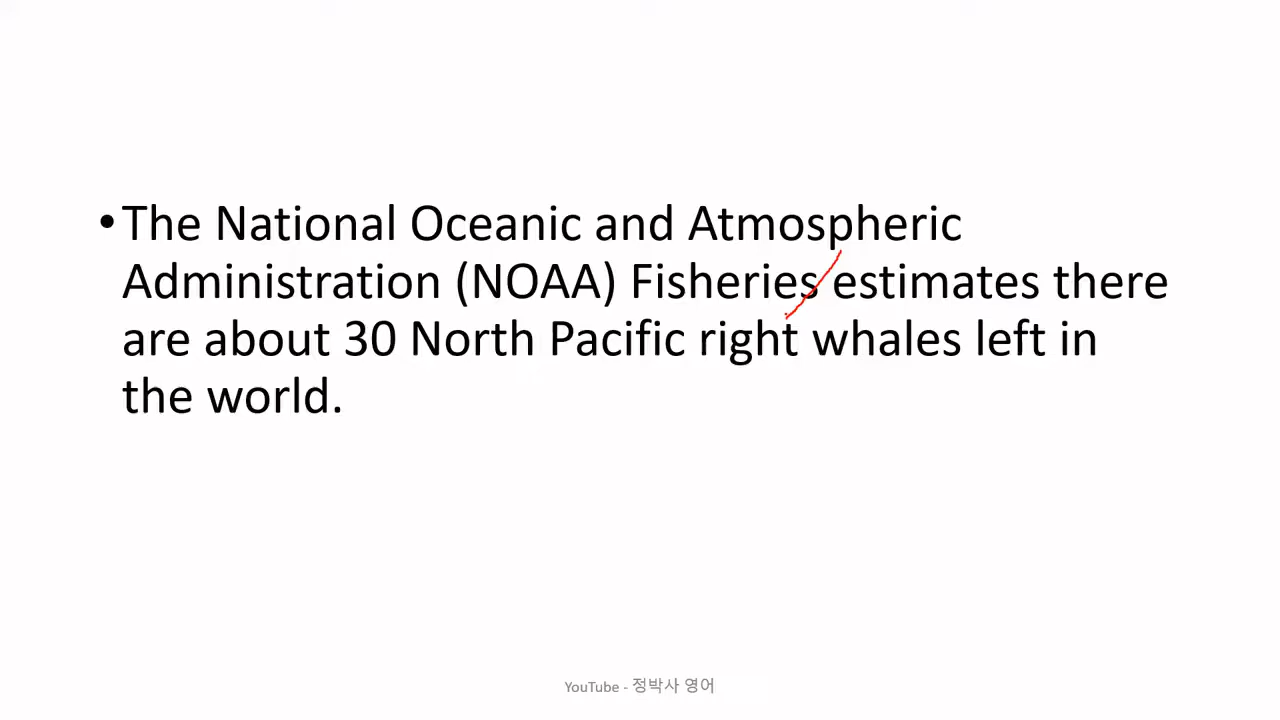 •The National Oceanic and Atmospheric
Administration (NOAA) Fisheries estimates there
are about 30 North Pacific right whales left in
the world.
YouTube - 정박사 영어